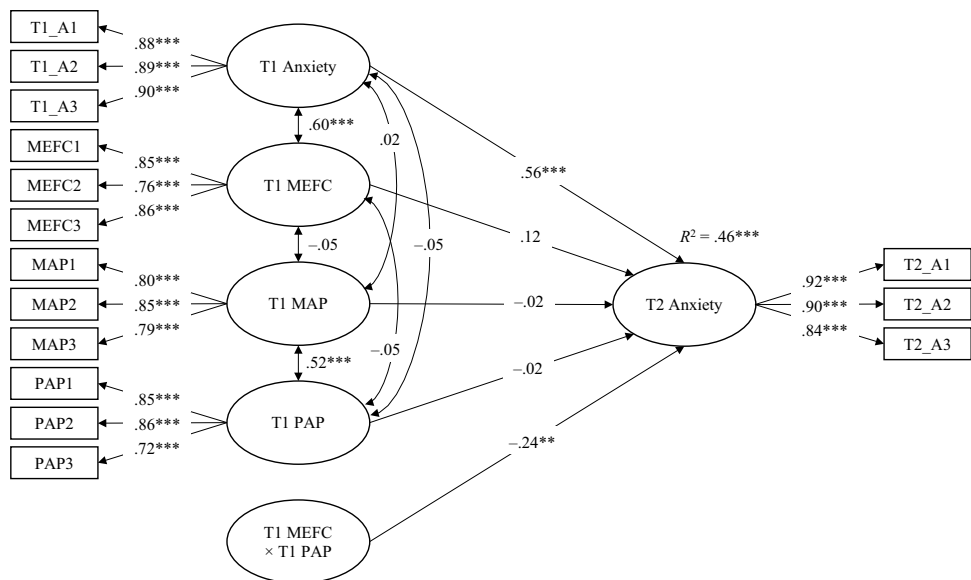 T1_A1
T1_A2
T1_A3
MEFC1
MEFC2
MEFC3
MAP1
MAP2
MAP3
PAP1
PAP2
PAP3
.88***
.89***
.90***
.85***
.76***
.86***
.80***
.85***
.79***
.85***
.86***
.72***
T1 Anxiety
.60***
T1 MEFC
–.05
T1 MAP
.52***
T1 PAP
T1 MEFC
× T1 PAP
.02
–.05
–.05
.56***
.12
–.02
–.02
–.24**
R² = .46***
T2 Anxiety
.92***
.90***
.84***
T2_A1
T2_A2
T2_A3